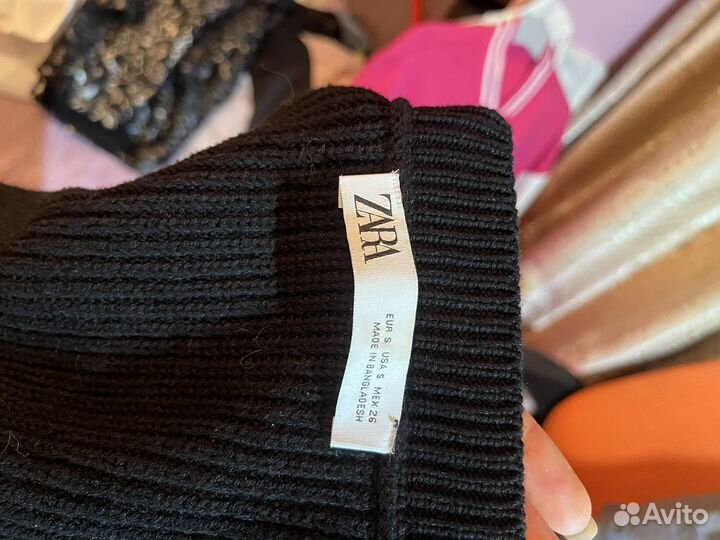 ZARA
EUR S USA S MEX 26
MADE IN BANGLADESH
Avito